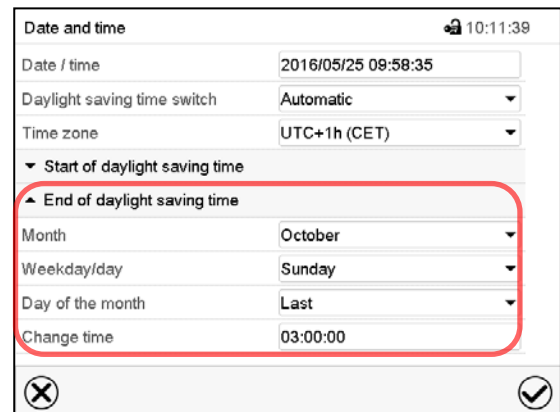 Date and time 10:11:39
Date / time 2016/05/25 09:58:35
Daylight saving time switch Automatic
Time zone UTC+1h (CET)
Start of daylight saving time
End of daylight saving time
Month October
Weekday/day Sunday
Day of the month Last
Change time 03:00:00